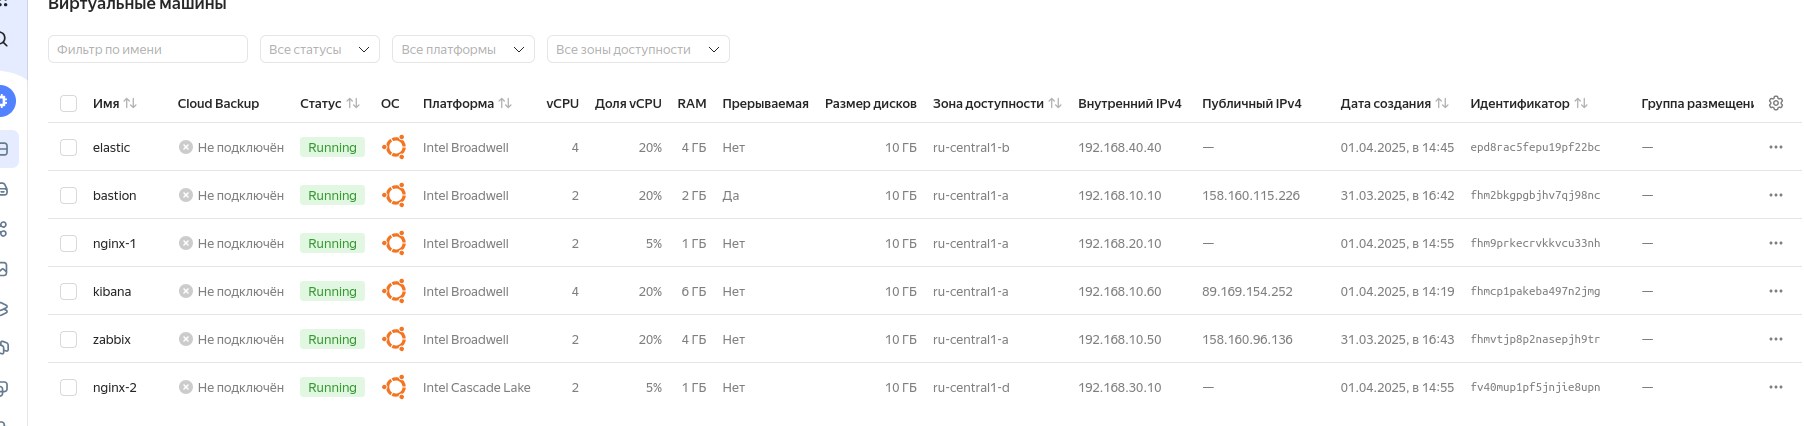 Виртуальные машины
Фильтр по имени Все статусы Все платформы Все зоны доступности
Имя Cloud Backup Статус ОС Платформа vCPU Доля vCPU RAM Прерываемая Размер дисков Зона доступности Внутренний IPv4 Публичный IPv4 Дата создания Идентификатор Группа размещени
elastic Не подключён Running Intel Broadwell 4 20% 4 ГБ Нет 10 ГБ ru-central1-b 192.168.40.40 — 01.04.2025, в 14:45 epd8rac5fepu19pf22bc —
bastion Не подключён Running Intel Broadwell 2 20% 2 ГБ Да 10 ГБ ru-central1-a 192.168.10.10 158.160.115.226 31.03.2025, в 16:42 fhm2bkgpgbjhv7qj98nc —
nginx-1 Не подключён Running Intel Broadwell 2 5% 1 ГБ Нет 10 ГБ ru-central1-a 192.168.20.10 — 01.04.2025, в 14:55 fhm9prkecrvkkvcu33nh —
kibana Не подключён Running Intel Broadwell 4 20% 6 ГБ Нет 10 ГБ ru-central1-a 192.168.10.60 89.169.154.252 01.04.2025, в 14:19 fhmcp1pakeba497n2jmg —
zabbix Не подключён Running Intel Broadwell 2 20% 4 ГБ Нет 10 ГБ ru-central1-a 192.168.10.50 158.160.96.136 31.03.2025, в 16:43 fhmvtjp8p2nasepjh9tr —
nginx-2 Не подключён Running Intel Cascade Lake 2 5% 1 ГБ Нет 10 ГБ ru-central1-d 192.168.30.10 — 01.04.2025, в 14:55 fv40mup1pf5jnjie8upn —